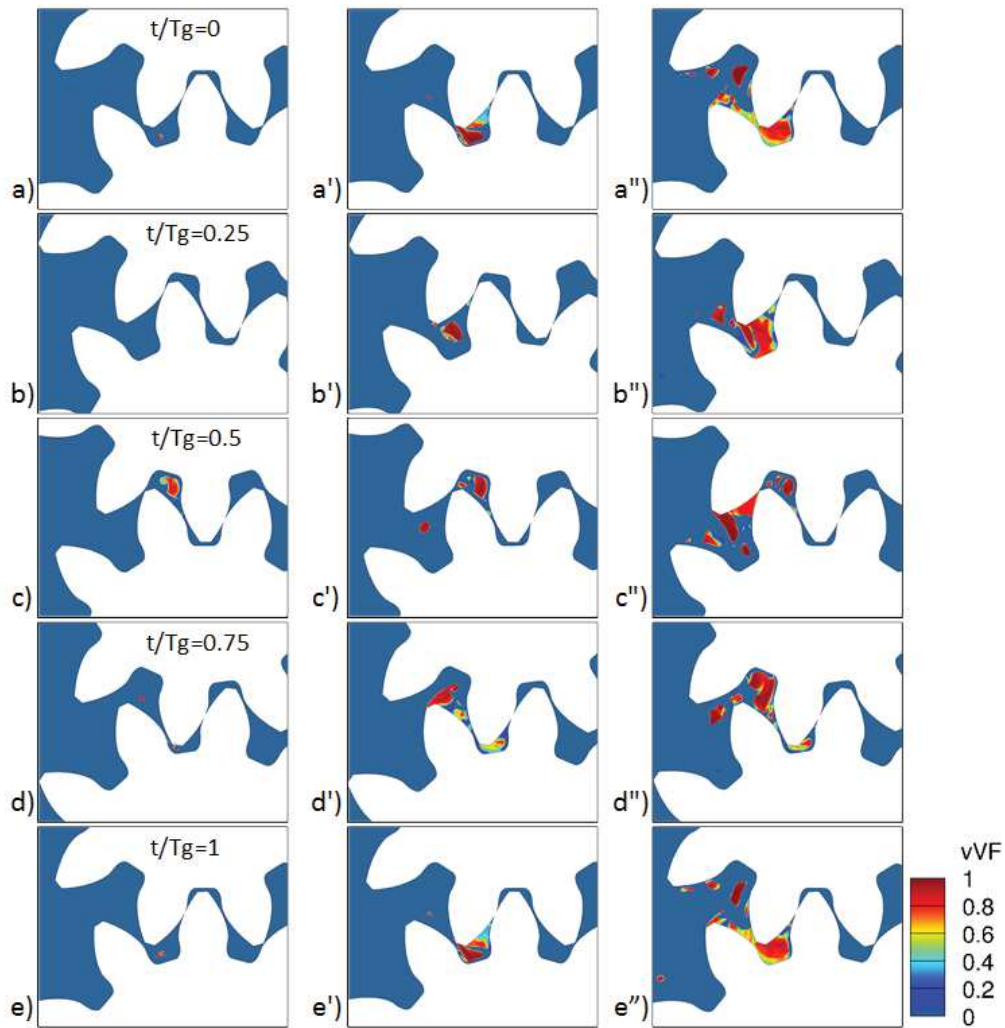 t/Tg=0
a)
a')
a")
t/Tg=0.25
b)
b')
b")
t/Tg=0.5
c)
c')
c")
t/Tg=0.75
d)
d')
d")
t/Tg=1
e)
e')
e”)
vVF
1
0.8
0.6
0.4
0.2
0